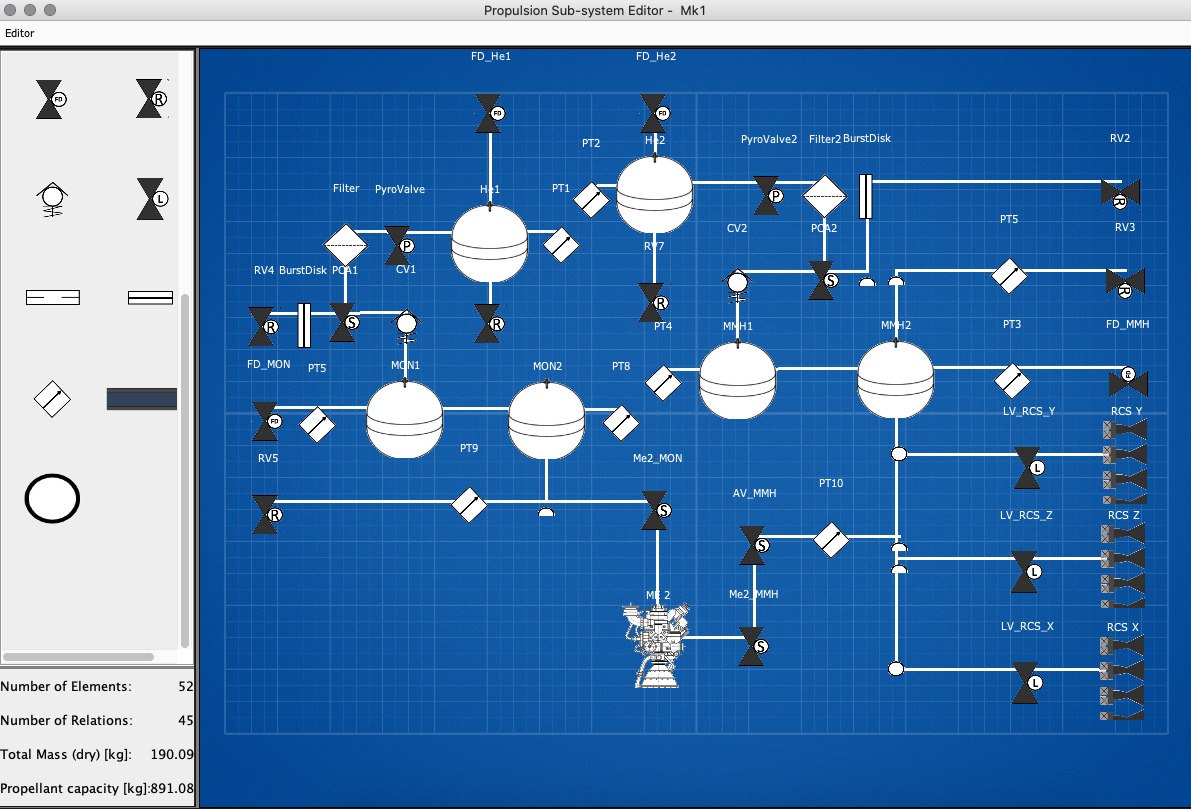 Propulsion Sub-system Editor - Mk1
Editor
FD_He1
FD_He2
FD
R
FD
FD
PT2
He2
PyroValve2
Filter2
BurstDisk
RV2
Filter
PyroValve
He1
PT1
P
R
L
P
CV2
PCA2
PT5
RV3
RV7
RV4
BurstDisk
PCA1
CV1
S
R
R
S
R
R
PT4
MMH1
MMH2
PT3
FD_MMH
FD_MON
PT5
MON1
MON2
PT8
LV_RCS_Y
RCS Y
FD
PT9
RV5
Me2_MON
L
PT10
AV_MMH
R
S
LV_RCS_Z
RCS Z
S
L
ME 2
Me2_MMH
LV_RCS_X
RCS X
S
L
Number of Elements: 52
Number of Relations: 45
Total Mass (dry) [kg]: 190.09
Propellant capacity [kg]:891.08